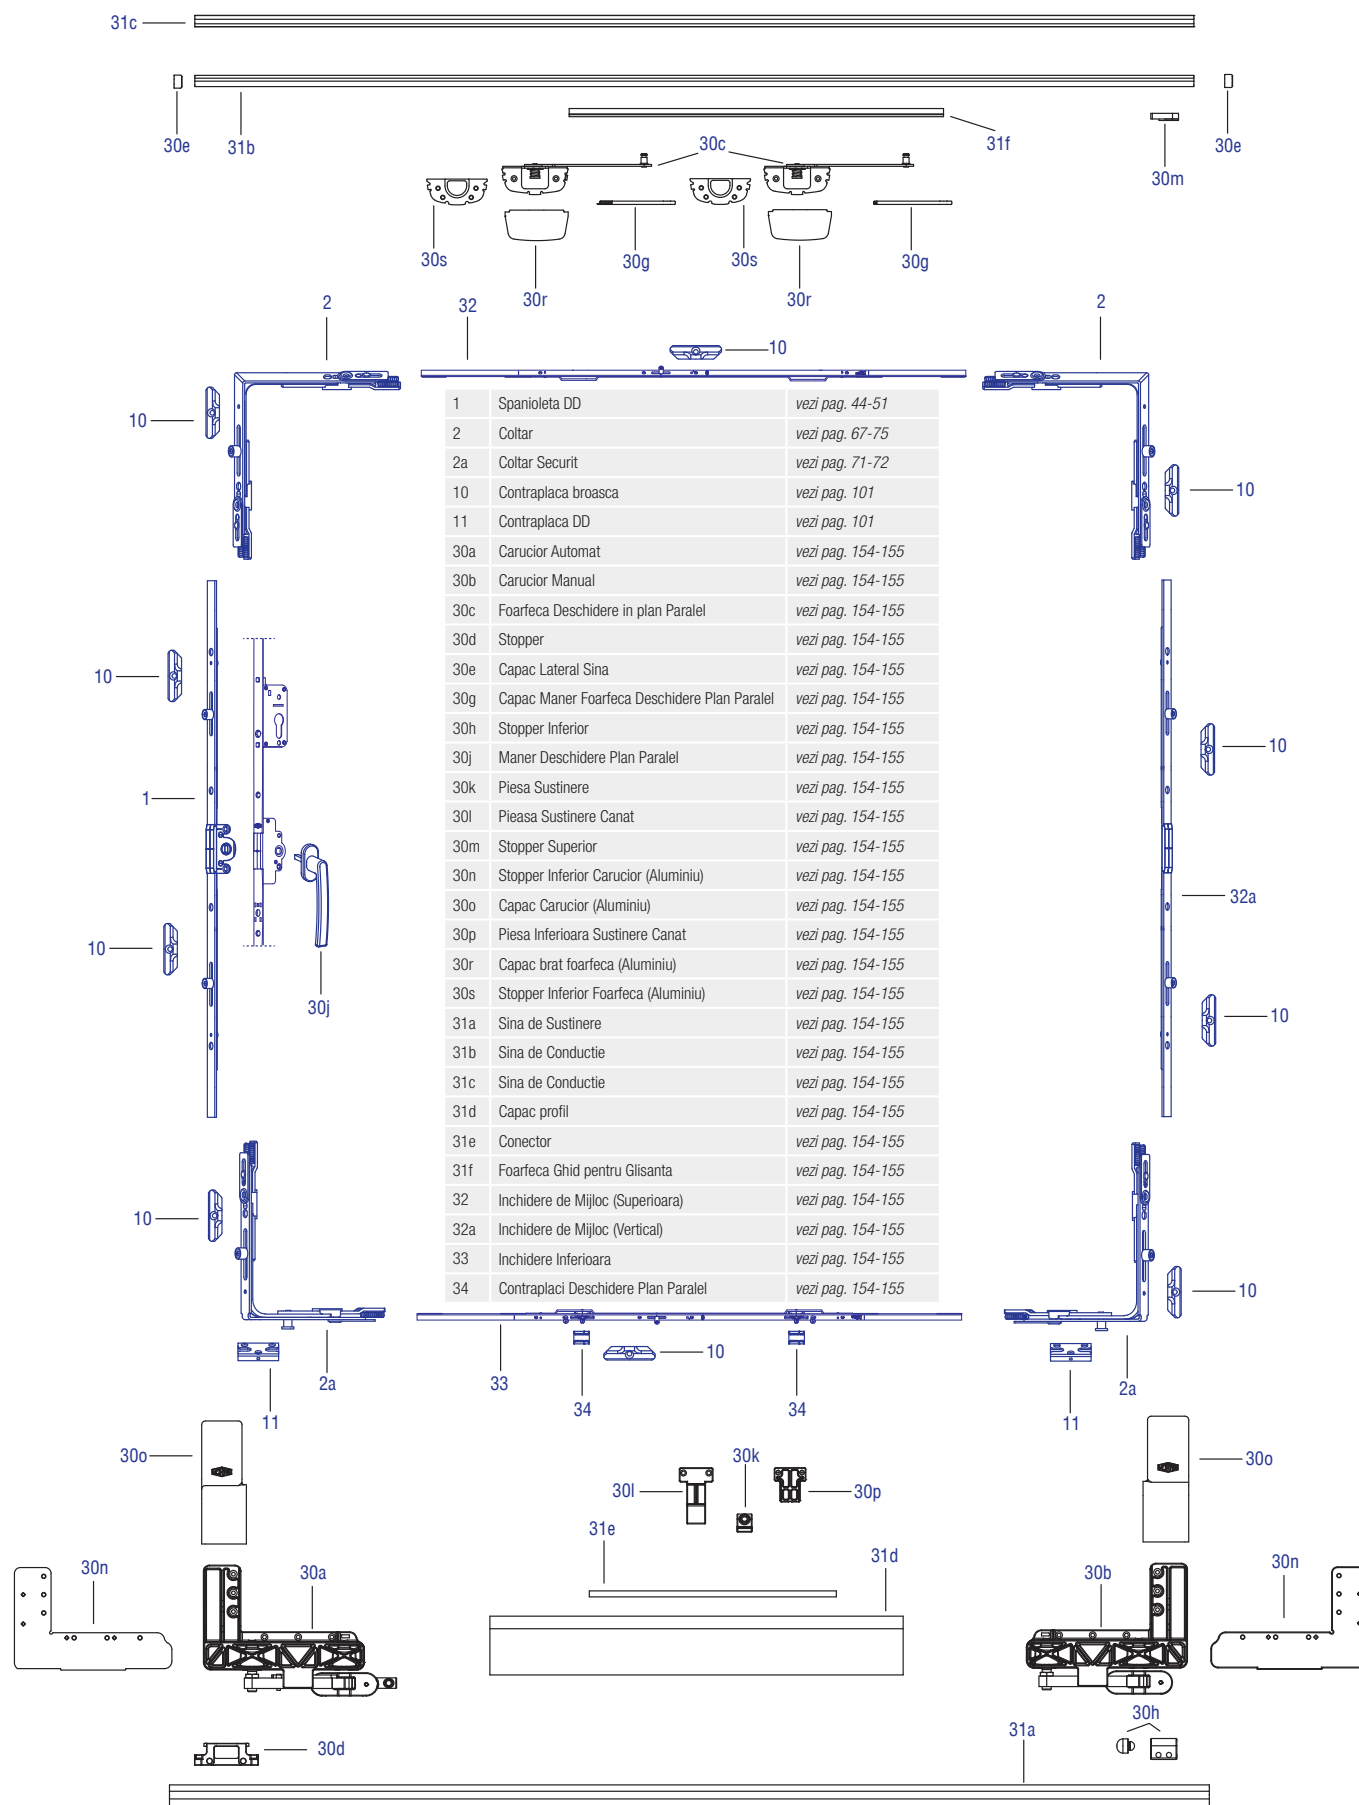 31c
30e
31b
31f
30m
30e
30c
30s
30r
30g
30s
30r
30g
2
32
10
2
10
10
1 Spanioleta DD vezi pag. 44-51
2 Coltar vezi pag. 67-75
2a Coltar Securit vezi pag. 71-72
10 Contraplaca broasca vezi pag. 101
11 Contraplaca DD vezi pag. 101
30a Carucior Automat vezi pag. 154-155
30b Carucior Manual vezi pag. 154-155
30c Foarfeca Deschidere in plan Paralel vezi pag. 154-155
30d Stopper vezi pag. 154-155
30e Capac Lateral Sina vezi pag. 154-155
30g Capac Maner Foarfeca Deschidere Plan Paralel vezi pag. 154-155
30h Stopper Inferior vezi pag. 154-155
30j Maner Deschidere Plan Paralel vezi pag. 154-155
30k Piesa Sustinere vezi pag. 154-155
30l Pieasa Sustinere Canat vezi pag. 154-155
30m Stopper Superior vezi pag. 154-155
30n Stopper Inferior Carucior (Aluminiu) vezi pag. 154-155
30o Capac Carucior (Aluminiu) vezi pag. 154-155
30p Piesa Inferioara Sustinere Canat vezi pag. 154-155
30r Capac brat foarfeca (Aluminiu) vezi pag. 154-155
30s Stopper Inferior Foarfeca (Aluminiu) vezi pag. 154-155
31a Sina de Sustinere vezi pag. 154-155
31b Sina de Conductie vezi pag. 154-155
31c Sina de Conductie vezi pag. 154-155
31d Capac profil vezi pag. 154-155
31e Conector vezi pag. 154-155
31f Foarfeca Ghid pentru Glisanta vezi pag. 154-155
32 Inchidere de Mijloc (Superioara) vezi pag. 154-155
32a Inchidere de Mijloc (Vertical) vezi pag. 154-155
33 Inchidere Inferioara vezi pag. 154-155
34 Contraplaci Deschidere Plan Paralel vezi pag. 154-155
10
10
1
32a
10
30j
10
10
10
2a
11
33
34
10
34
2a
11
30o
30l
30k
30p
30o
31e
31d
30n
30a
30b
30n
30d
31a
30h